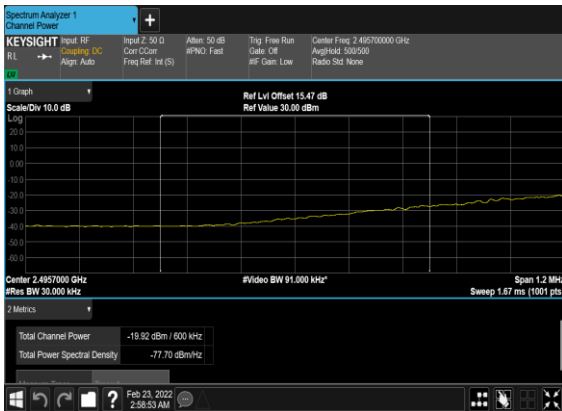 Spectrum Analyzer 1
Channel Power
KEYSIGHT Input: RF Input Z: 50 Ω Atten: 50 dB Trig: Free Run Center Freq: 2.495700000 GHz
RL Coupling: DC Corr CCorr #PNO: Fast Gate: Off Avg|Hold: 500/500
Align: Auto Freq Ref: Int (S) #IF Gain: Low Radio Std: None
1 Graph
Ref Lvl Offset 15.47 dB
Scale/Div 10.0 dB Ref Value 30.00 dBm
Log
20.0
10.0
0.00
-10.0
-20.0
-30.0
-40.0
-50.0
-60.0
Center 2.4957000 GHz #Video BW 91.000 kHz* Span 1.2 MHz
#Res BW 30.000 kHz Sweep 1.67 ms (1001 pts
2 Metrics
Total Channel Power -19.92 dBm / 600 kHz
Total Power Spectral Density -77.70 dBm/Hz
?
Feb 23, 2022
2:58:53 AM